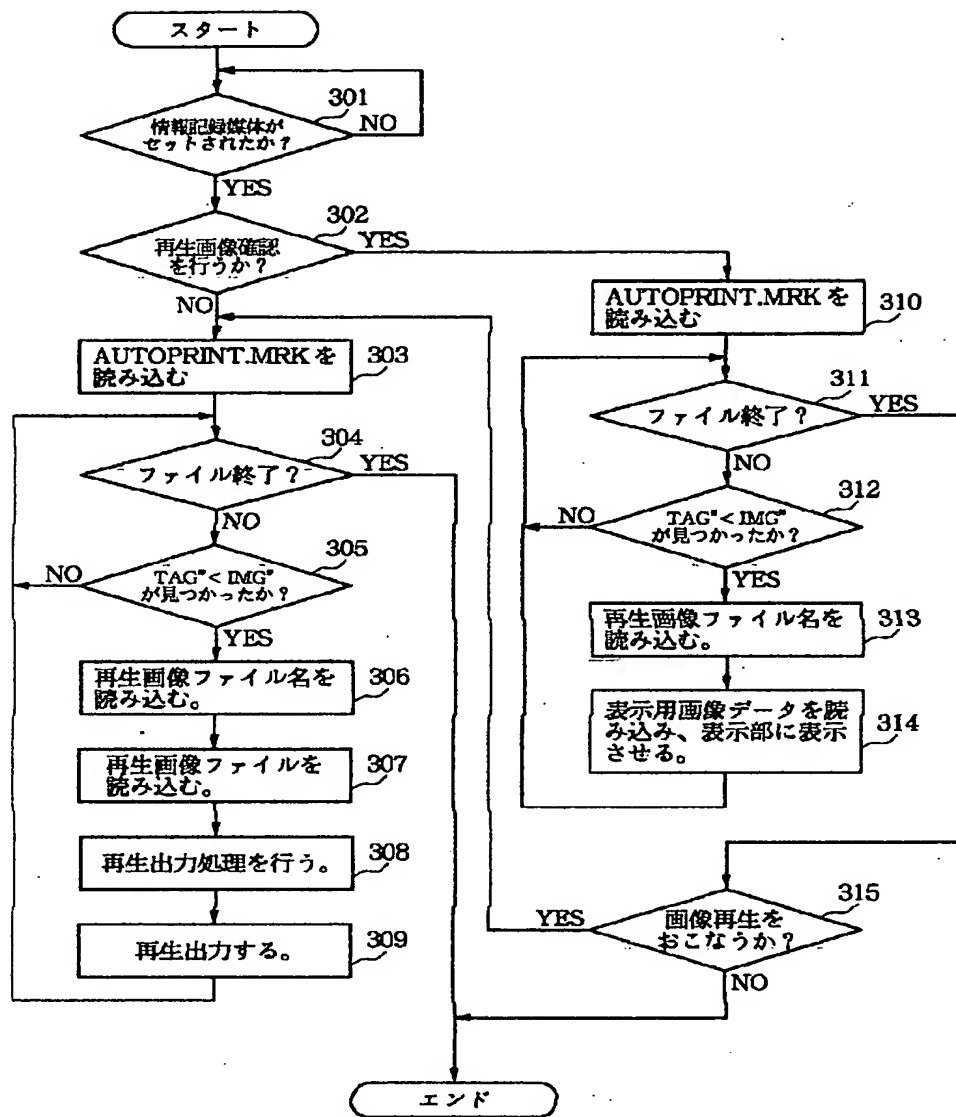 スタート
301
情報記録媒体が
セットされたか?
NO
YES
302
再生画像確認
を行うか?
YES
NO
AUTOPRINT.MRKを
読み込む
303
304
ファイル終了?
YES
NO
305
TAG"<IMG"
が見つかったか?
NO
YES
再生画像ファイル名を
読み込む。
306
再生画像ファイルを
読み込む。
307
再生出力処理を行う。
308
再生出力する。
309
AUTOPRINT.MRKを
読み込む
310
311
ファイル終了?
YES
NO
312
TAG"<IMG"
が見つかったか?
NO
YES
再生画像ファイル名を
読み込む。
313
表示用画像データを読
み込み、表示部に表示
させる。
314
315
画像再生を
おこなうか?
YES
NO
エンド